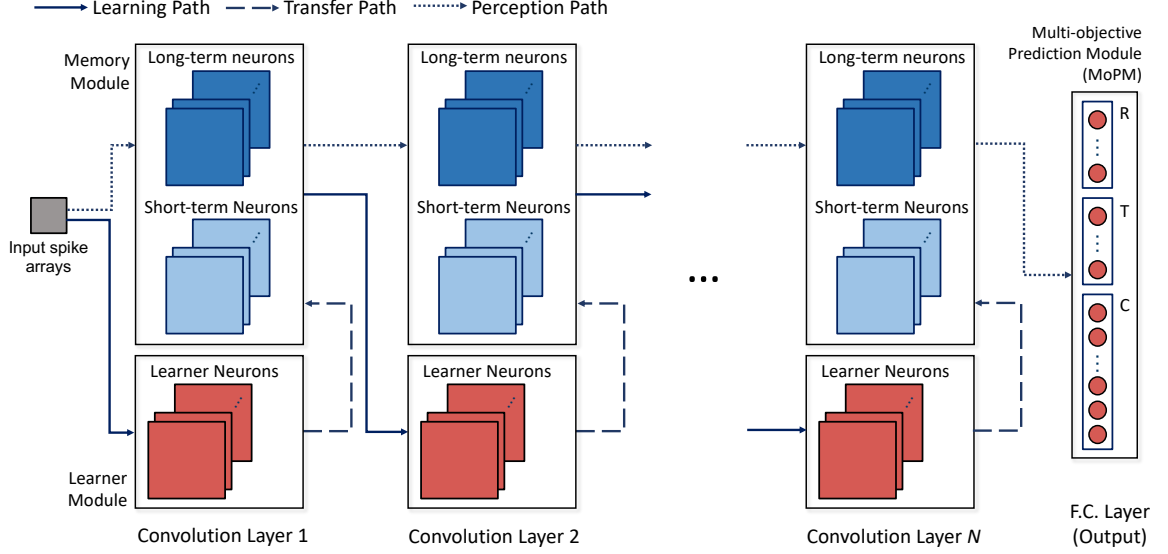 Learning Path
Transfer Path
Perception Path
Memory
Module
Long-term neurons
Long-term neurons
Long-term neurons
Multi-objective
Prediction Module
(MoPM)
R
Short-term Neurons
Short-term Neurons
Short-term Neurons
T
Input spike
arrays
...
C
Learner Neurons
Learner Neurons
Learner Neurons
Learner
Module
Convolution Layer 1
Convolution Layer 2
Convolution Layer N
F.C. Layer
(Output)